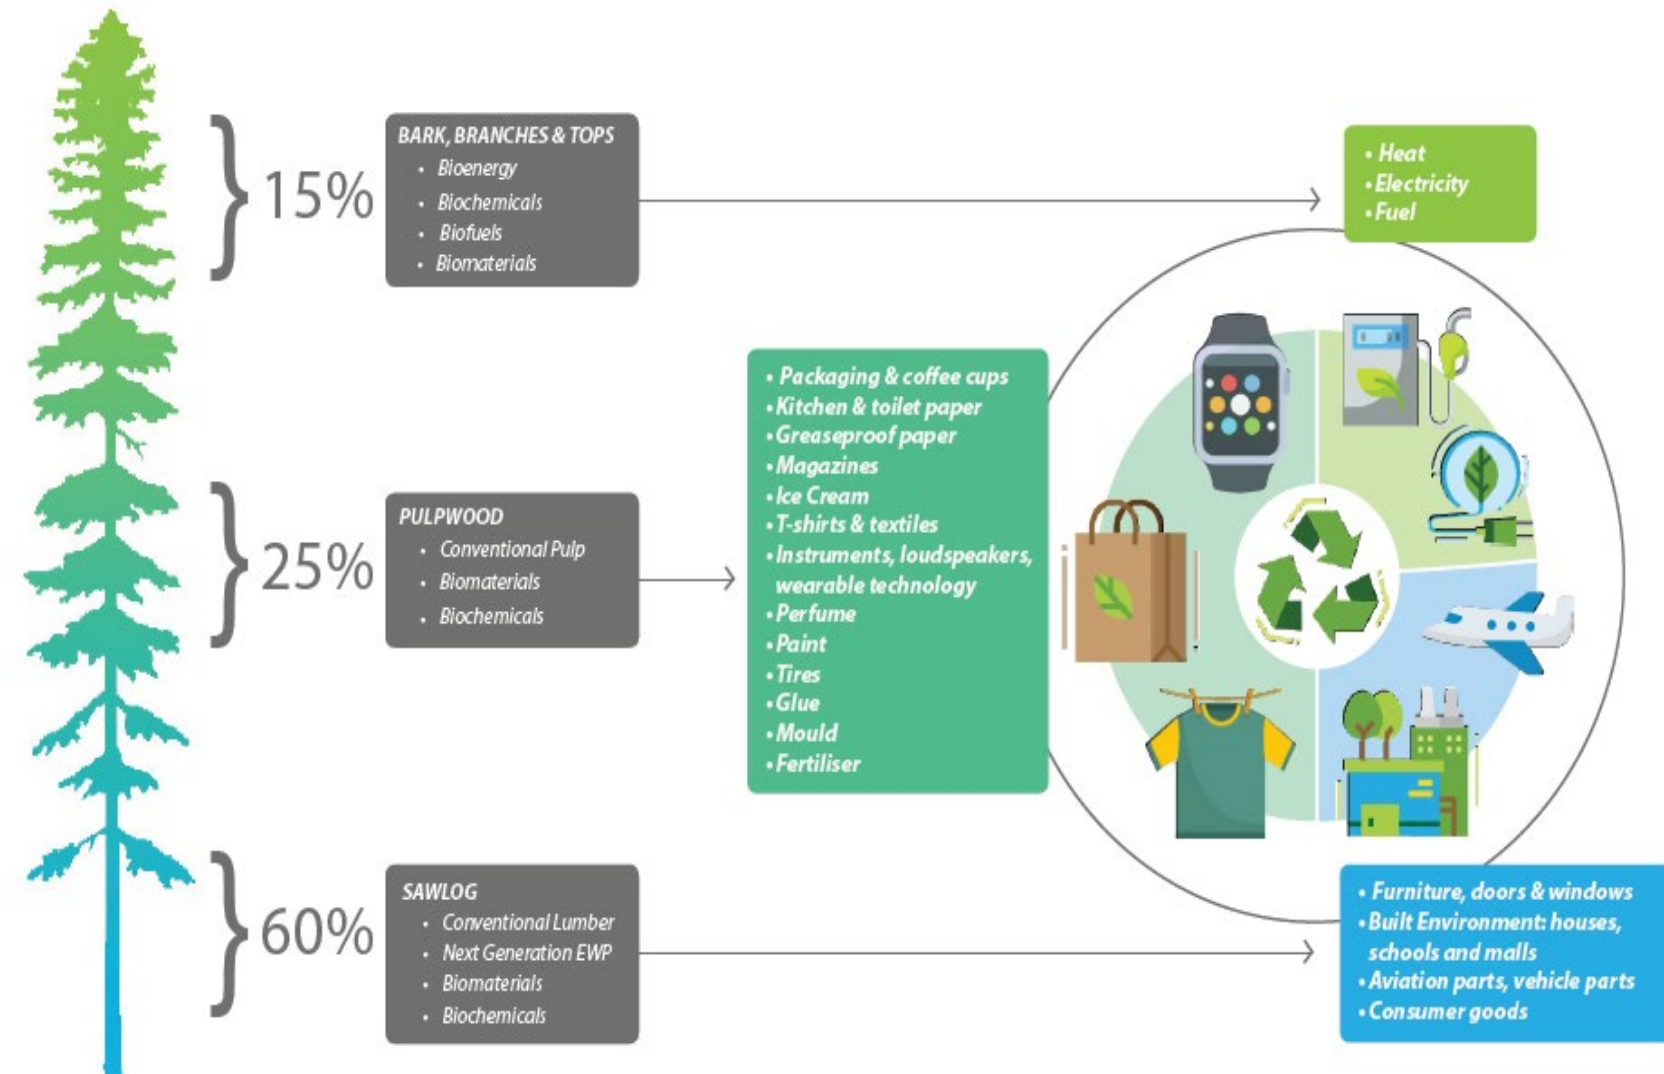 15%
BARK, BRANCHES & TOPS
• Bioenergy
• Biochemicals
• Biofuels
• Biomaterials
• Heat
• Electricity
• Fuel
25%
PULPWOOD
• Conventional Pulp
• Biomaterials
• Biochemicals
• Packaging & coffee cups
• Kitchen & toilet paper
• Greaseproof paper
• Magazines
• Ice Cream
• T-shirts & textiles
• Instruments, loudspeakers,
wearable technology
• Perfume
• Paint
• Tires
• Glue
• Mould
• Fertiliser
60%
SAWLOG
• Conventional Lumber
• Next Generation EWP
• Biomaterials
• Biochemicals
• Furniture, doors & windows
• Built Environment: houses,
schools and malls
• Aviation parts, vehicle parts
• Consumer goods